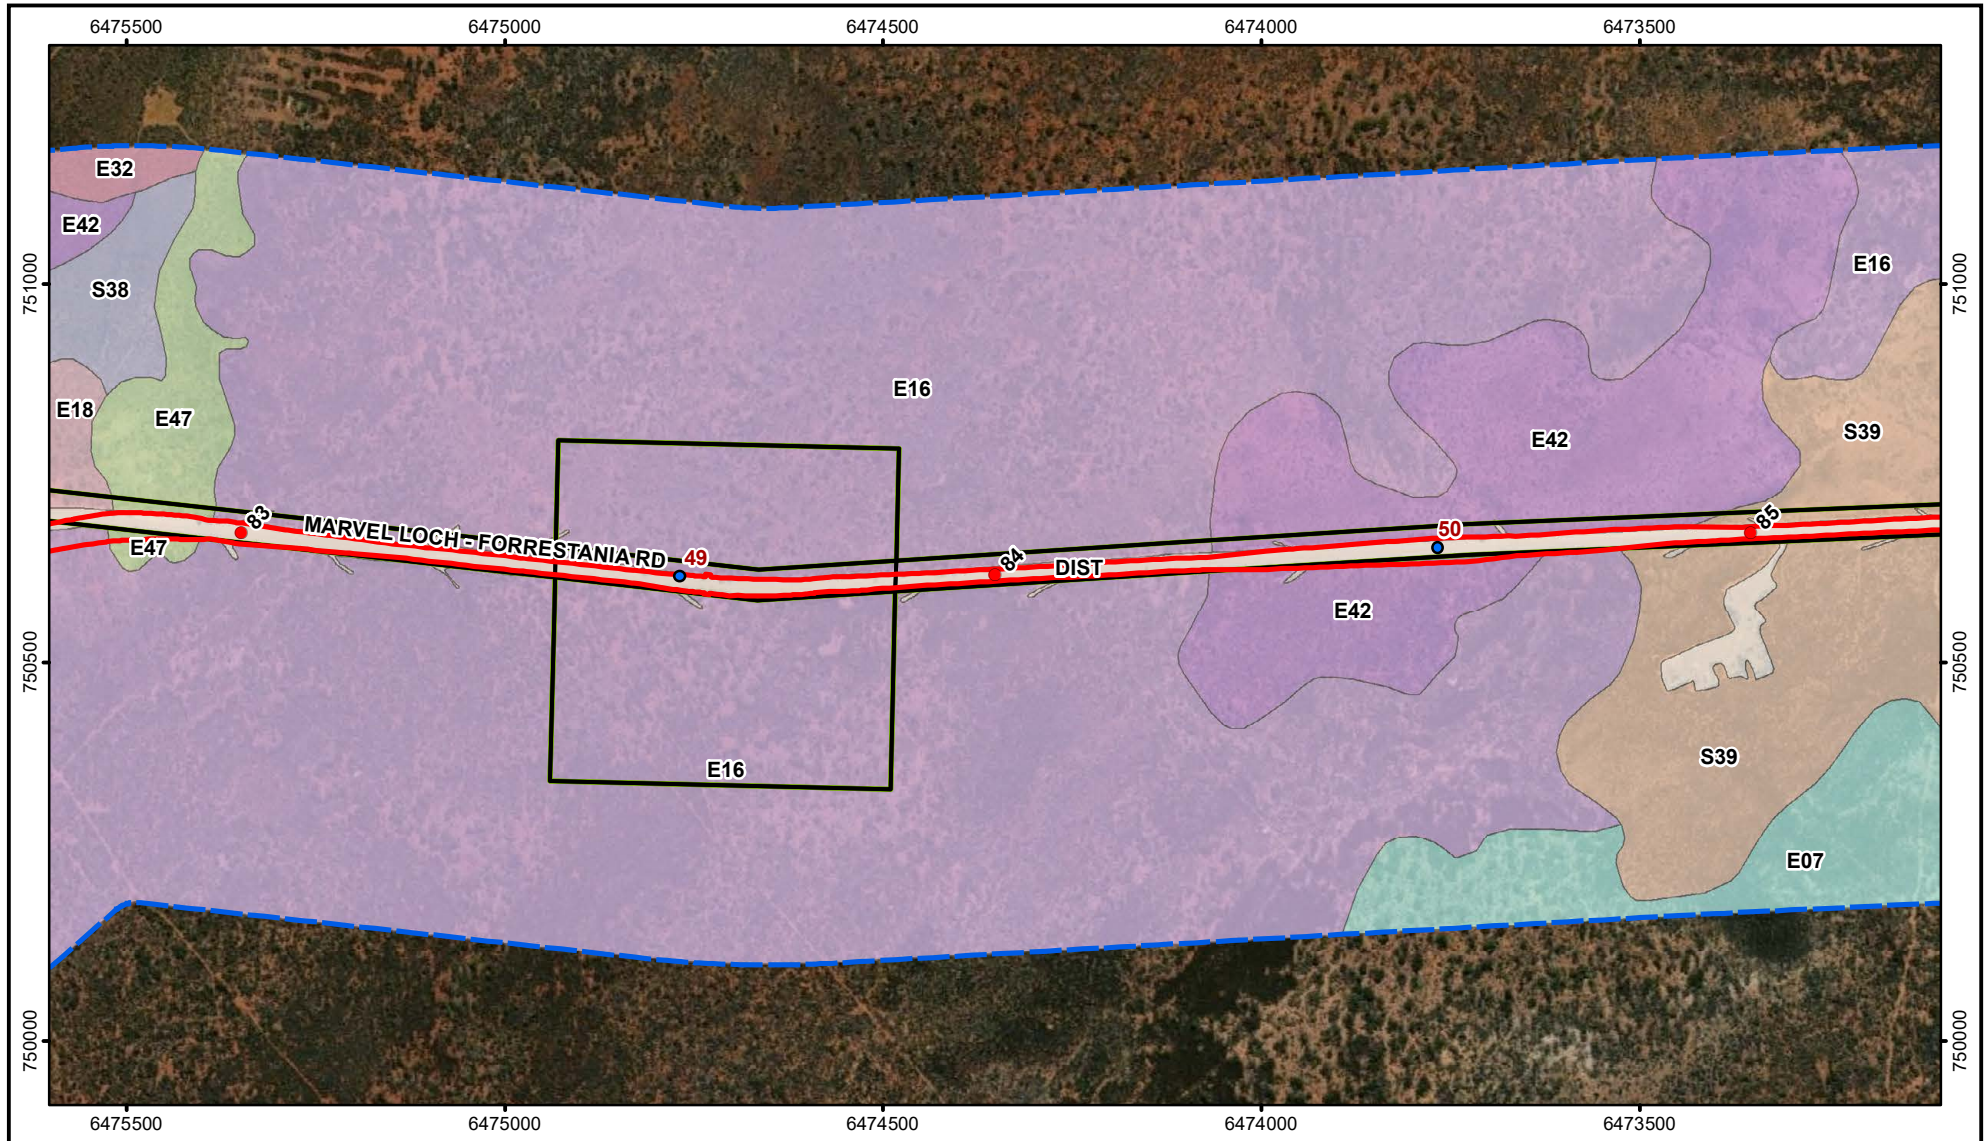 6475500 6475000 6474500 6474000 6473500
E32
E42
E16
751000
751000
S38
E16
E18
E47
S39
E42
83
85
MARVEL LOCH - FORRESTANIA RD
50
E47
49
84
DIST
E42
750500
750500
S39
E16
E07
750000
750000
6475500 6475000 6474500 6474000 6473500